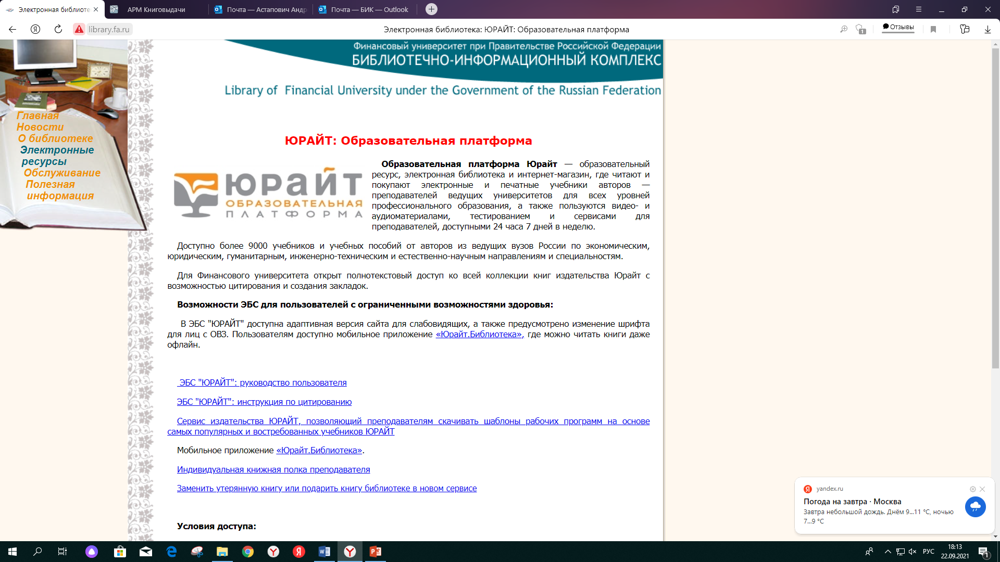 Электронная библиоте
АРМ Книговыдачи
Почта — Астапович Андр
Почта — БИК — Outlook
library.fa.ru
Электронная библиотека: ЮРАЙТ: Образовательная платформа
1
Отзывы
Финансовый университет при Правительстве Российской Федерации
БИБЛИОТЕЧНО-ИНФОРМАЦИОННЫЙ КОМПЛЕКС
Library of Financial University under the Government of the Russian Federation
Главная
Новости
О библиотеке
Электронные
ресурсы
Обслуживание
Полезная
информация
ЮРАЙТ: Образовательная платформа
ЮРАЙТ
ОБРАЗОВАТЕЛЬНАЯ
ПЛАТФОРМА
Образовательная платформа Юрайт — образовательный
ресурс, электронная библиотека и интернет-магазин, где читают и
покупают электронные и печатные учебники авторов —
преподавателей ведущих университетов для всех уровней
профессионального образования, а также пользуются видео- и
аудиоматериалами, тестированием и сервисами для
преподавателей, доступными 24 часа 7 дней в неделю.
Доступно более 9000 учебников и учебных пособий от авторов из ведущих вузов России по экономическим,
юридическим, гуманитарным, инженерно-техническим и естественно-научным направлениям и специальностям.
Для Финансового университета открыт полнотекстовый доступ ко всей коллекции книг издательства Юрайт с
возможностью цитирования и создания закладок.
Возможности ЭБС для пользователей с ограниченными возможностями здоровья:
В ЭБС "ЮРАЙТ" доступна адаптивная версия сайта для слабовидящих, а также предусмотрено изменение шрифта
для лиц с ОВЗ. Пользователям доступно мобильное приложение «Юрайт.Библиотека», где можно читать книги даже
офлайн.
ЭБС "ЮРАЙТ": руководство пользователя
ЭБС "ЮРАЙТ": инструкция по цитированию
Сервис издательства ЮРАЙТ, позволяющий преподавателям скачивать шаблоны рабочих программ на основе
самых популярных и востребованных учебников ЮРАЙТ
Мобильное приложение «Юрайт.Библиотека».
Индивидуальная книжная полка преподавателя
Заменить утерянную книгу или подарить книгу библиотеке в новом сервисе
Условия доступа:
yandex.ru
Погода на завтра · Москва
Завтра небольшой дождь. Днём 9...11 °C, ночью
7...9 °C
РУС
18:13
22.09.2021
1